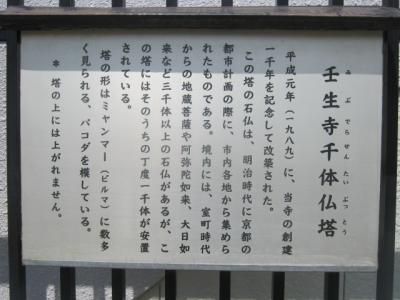 壬生寺千体仏塔
みぶでらせんたいぶっとう
平成元年（一九八九）に、当寺の創建
一千年を記念して改築された。
この塔の石仏は、明治時代に京都の
都市計画の際に、市内各地から集めら
れたものである。境内には、室町時代
からの地蔵菩薩や阿弥陀如来、大日如
来など三千体以上の石仏があるが、こ
の塔にはそのうちの丁度一千体が安置
されている。
塔の形はミャンマー（ビルマ）に数多
く見られる、パコダを模している。
＊塔の上には上がれません。